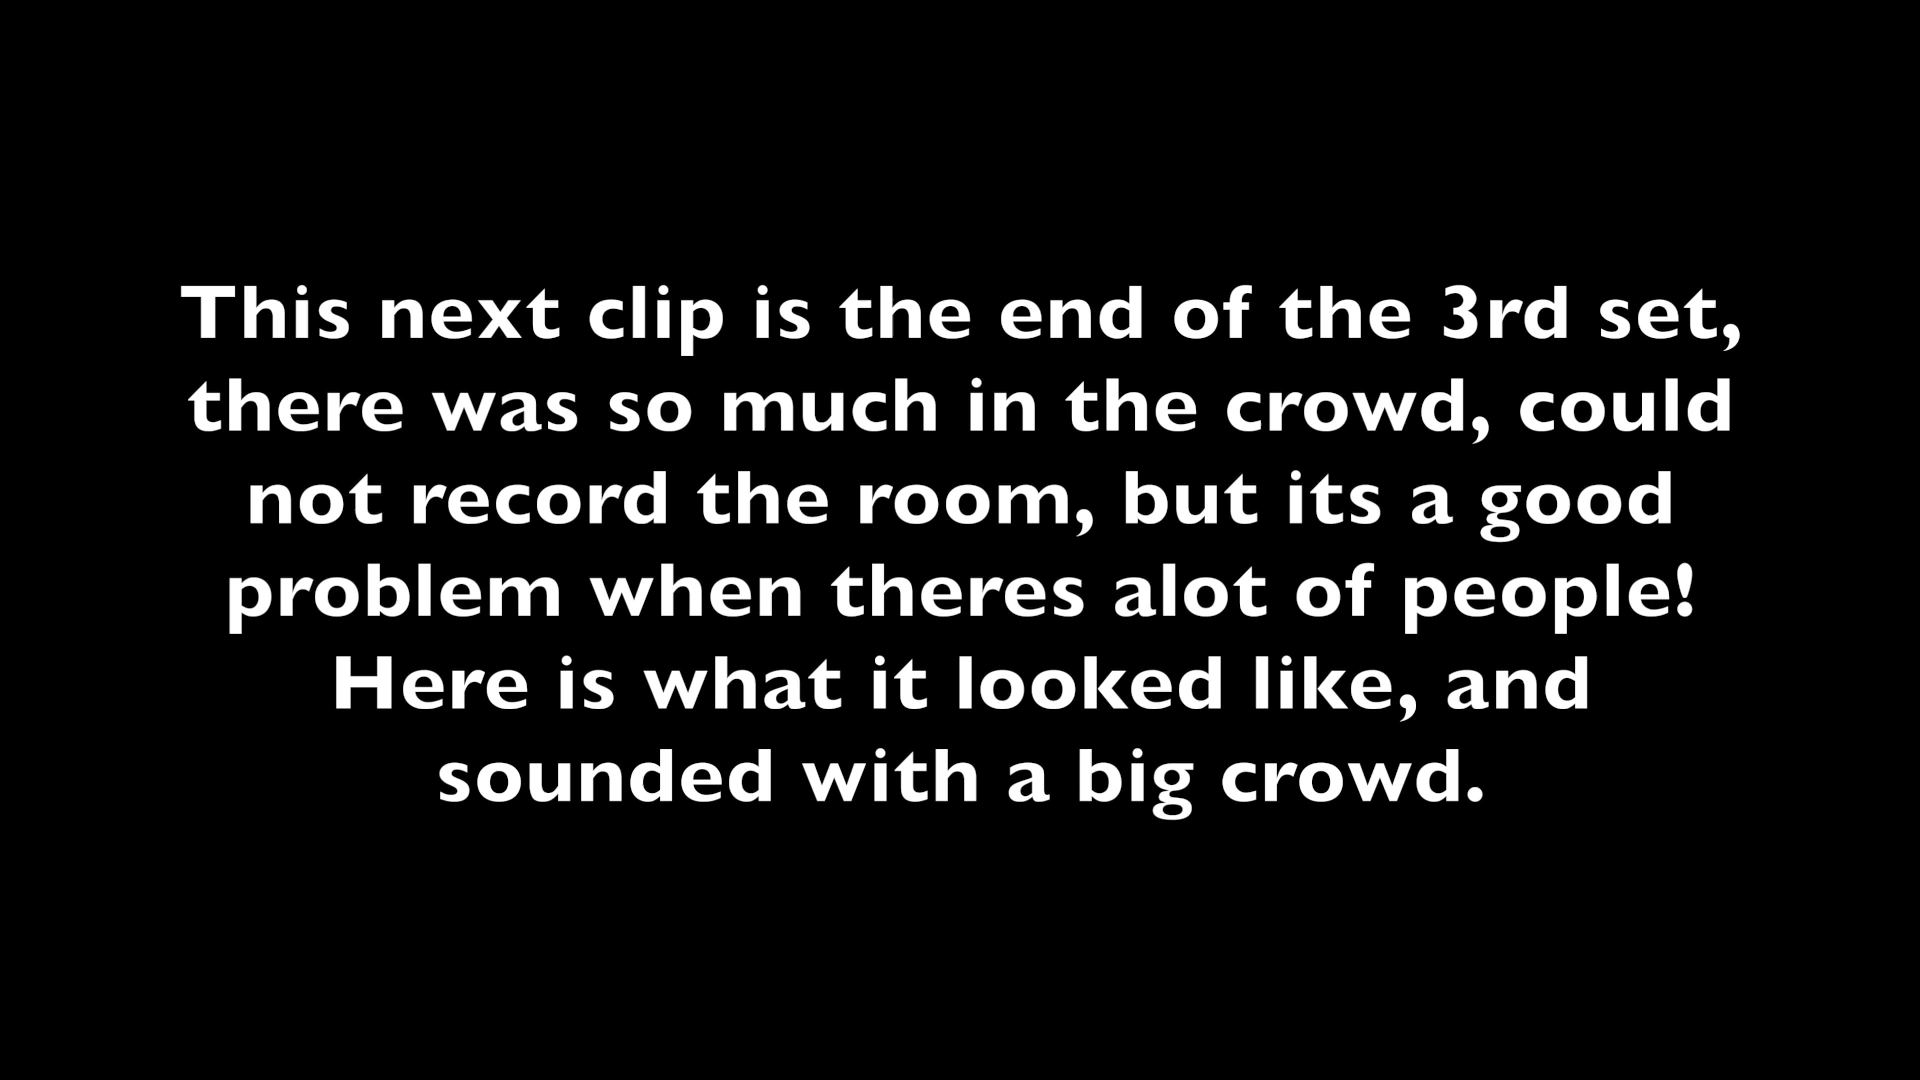 This next clip is the end of the 3rd set,
there was so much in the crowd, could
not record the room, but its a good
problem when theres alot of people!
Here is what it looked like, and
sounded with a big crowd.